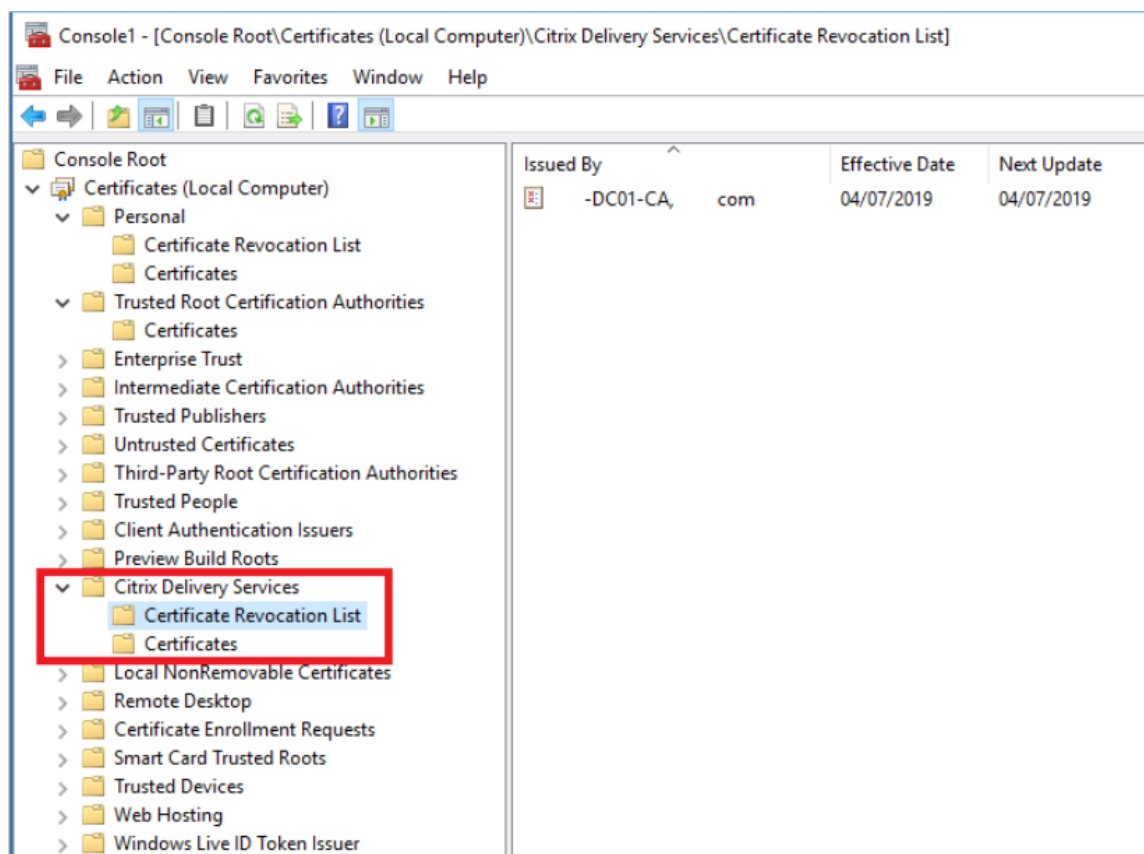 Console1 - [Console Root\Certificates (Local Computer)\Citrix Delivery Services\Certificate Revocation List]
File Action View Favorites Window Help
Console Root
Certificates (Local Computer)
Personal
Certificate Revocation List
Certificates
Trusted Root Certification Authorities
Certificates
Enterprise Trust
Intermediate Certification Authorities
Trusted Publishers
Untrusted Certificates
Third-Party Root Certification Authorities
Trusted People
Client Authentication Issuers
Preview Build Roots
Citrix Delivery Services
Certificate Revocation List
Certificates
Local NonRemovable Certificates
Remote Desktop
Certificate Enrollment Requests
Smart Card Trusted Roots
Trusted Devices
Web Hosting
Windows Live ID Token Issuer
Issued By Effective Date Next Update
-DC01-CA, com 04/07/2019 04/07/2019